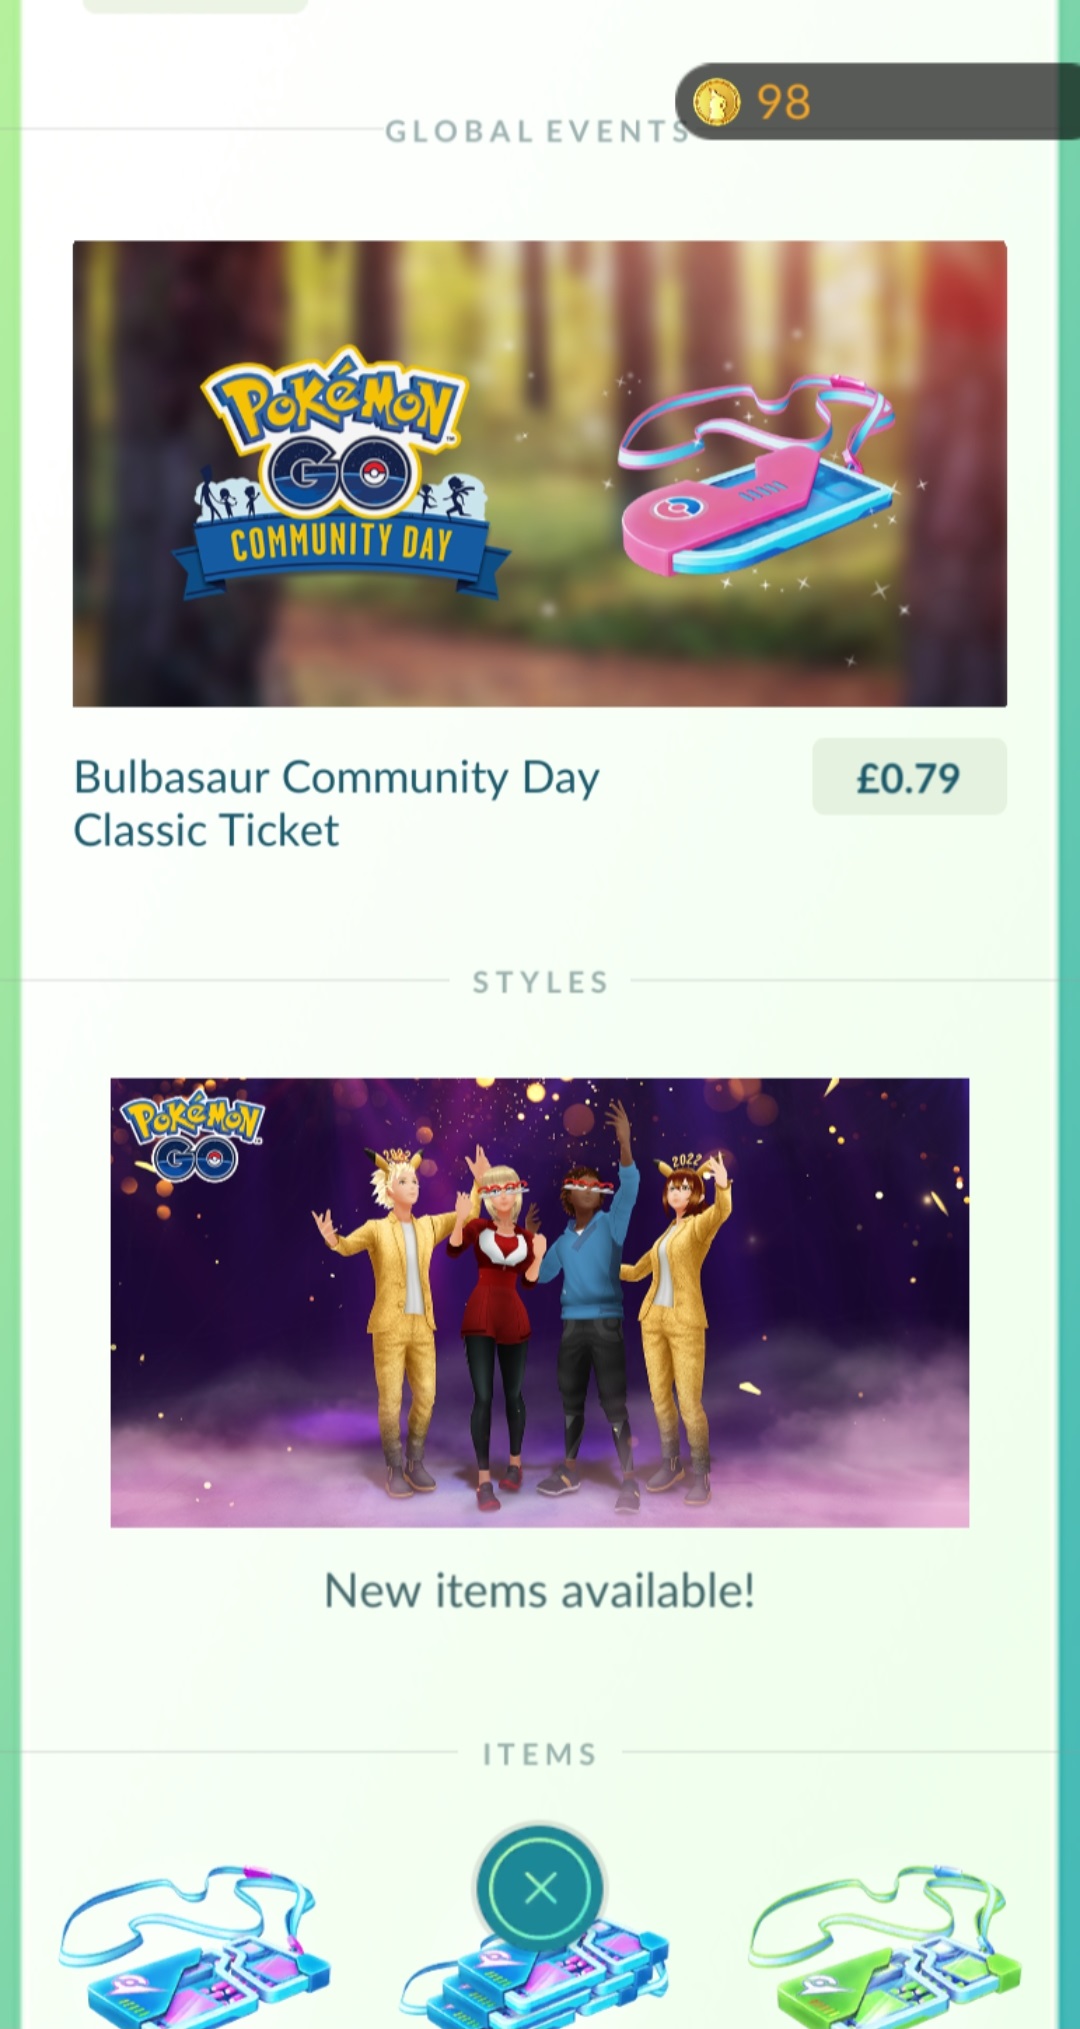 98
GLOBAL EVENTS
POKéMON
GO
COMMUNITY DAY
Bulbasaur Community Day
Classic Ticket
£0.79
STYLES
POKéMON
GO
2022
2022
New items available!
ITEMS